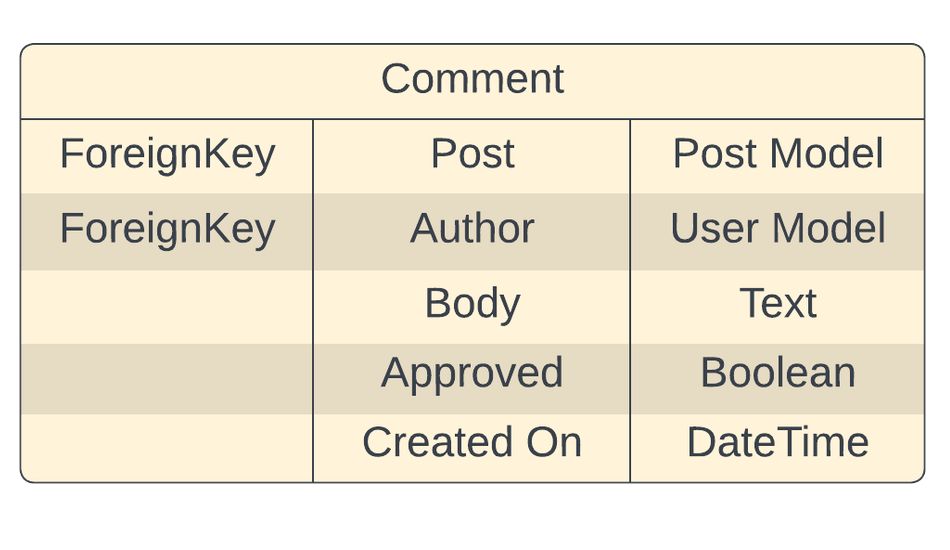 Comment
ForeignKey Post Post Model
ForeignKey Author User Model
Body Text
Approved Boolean
Created On DateTime